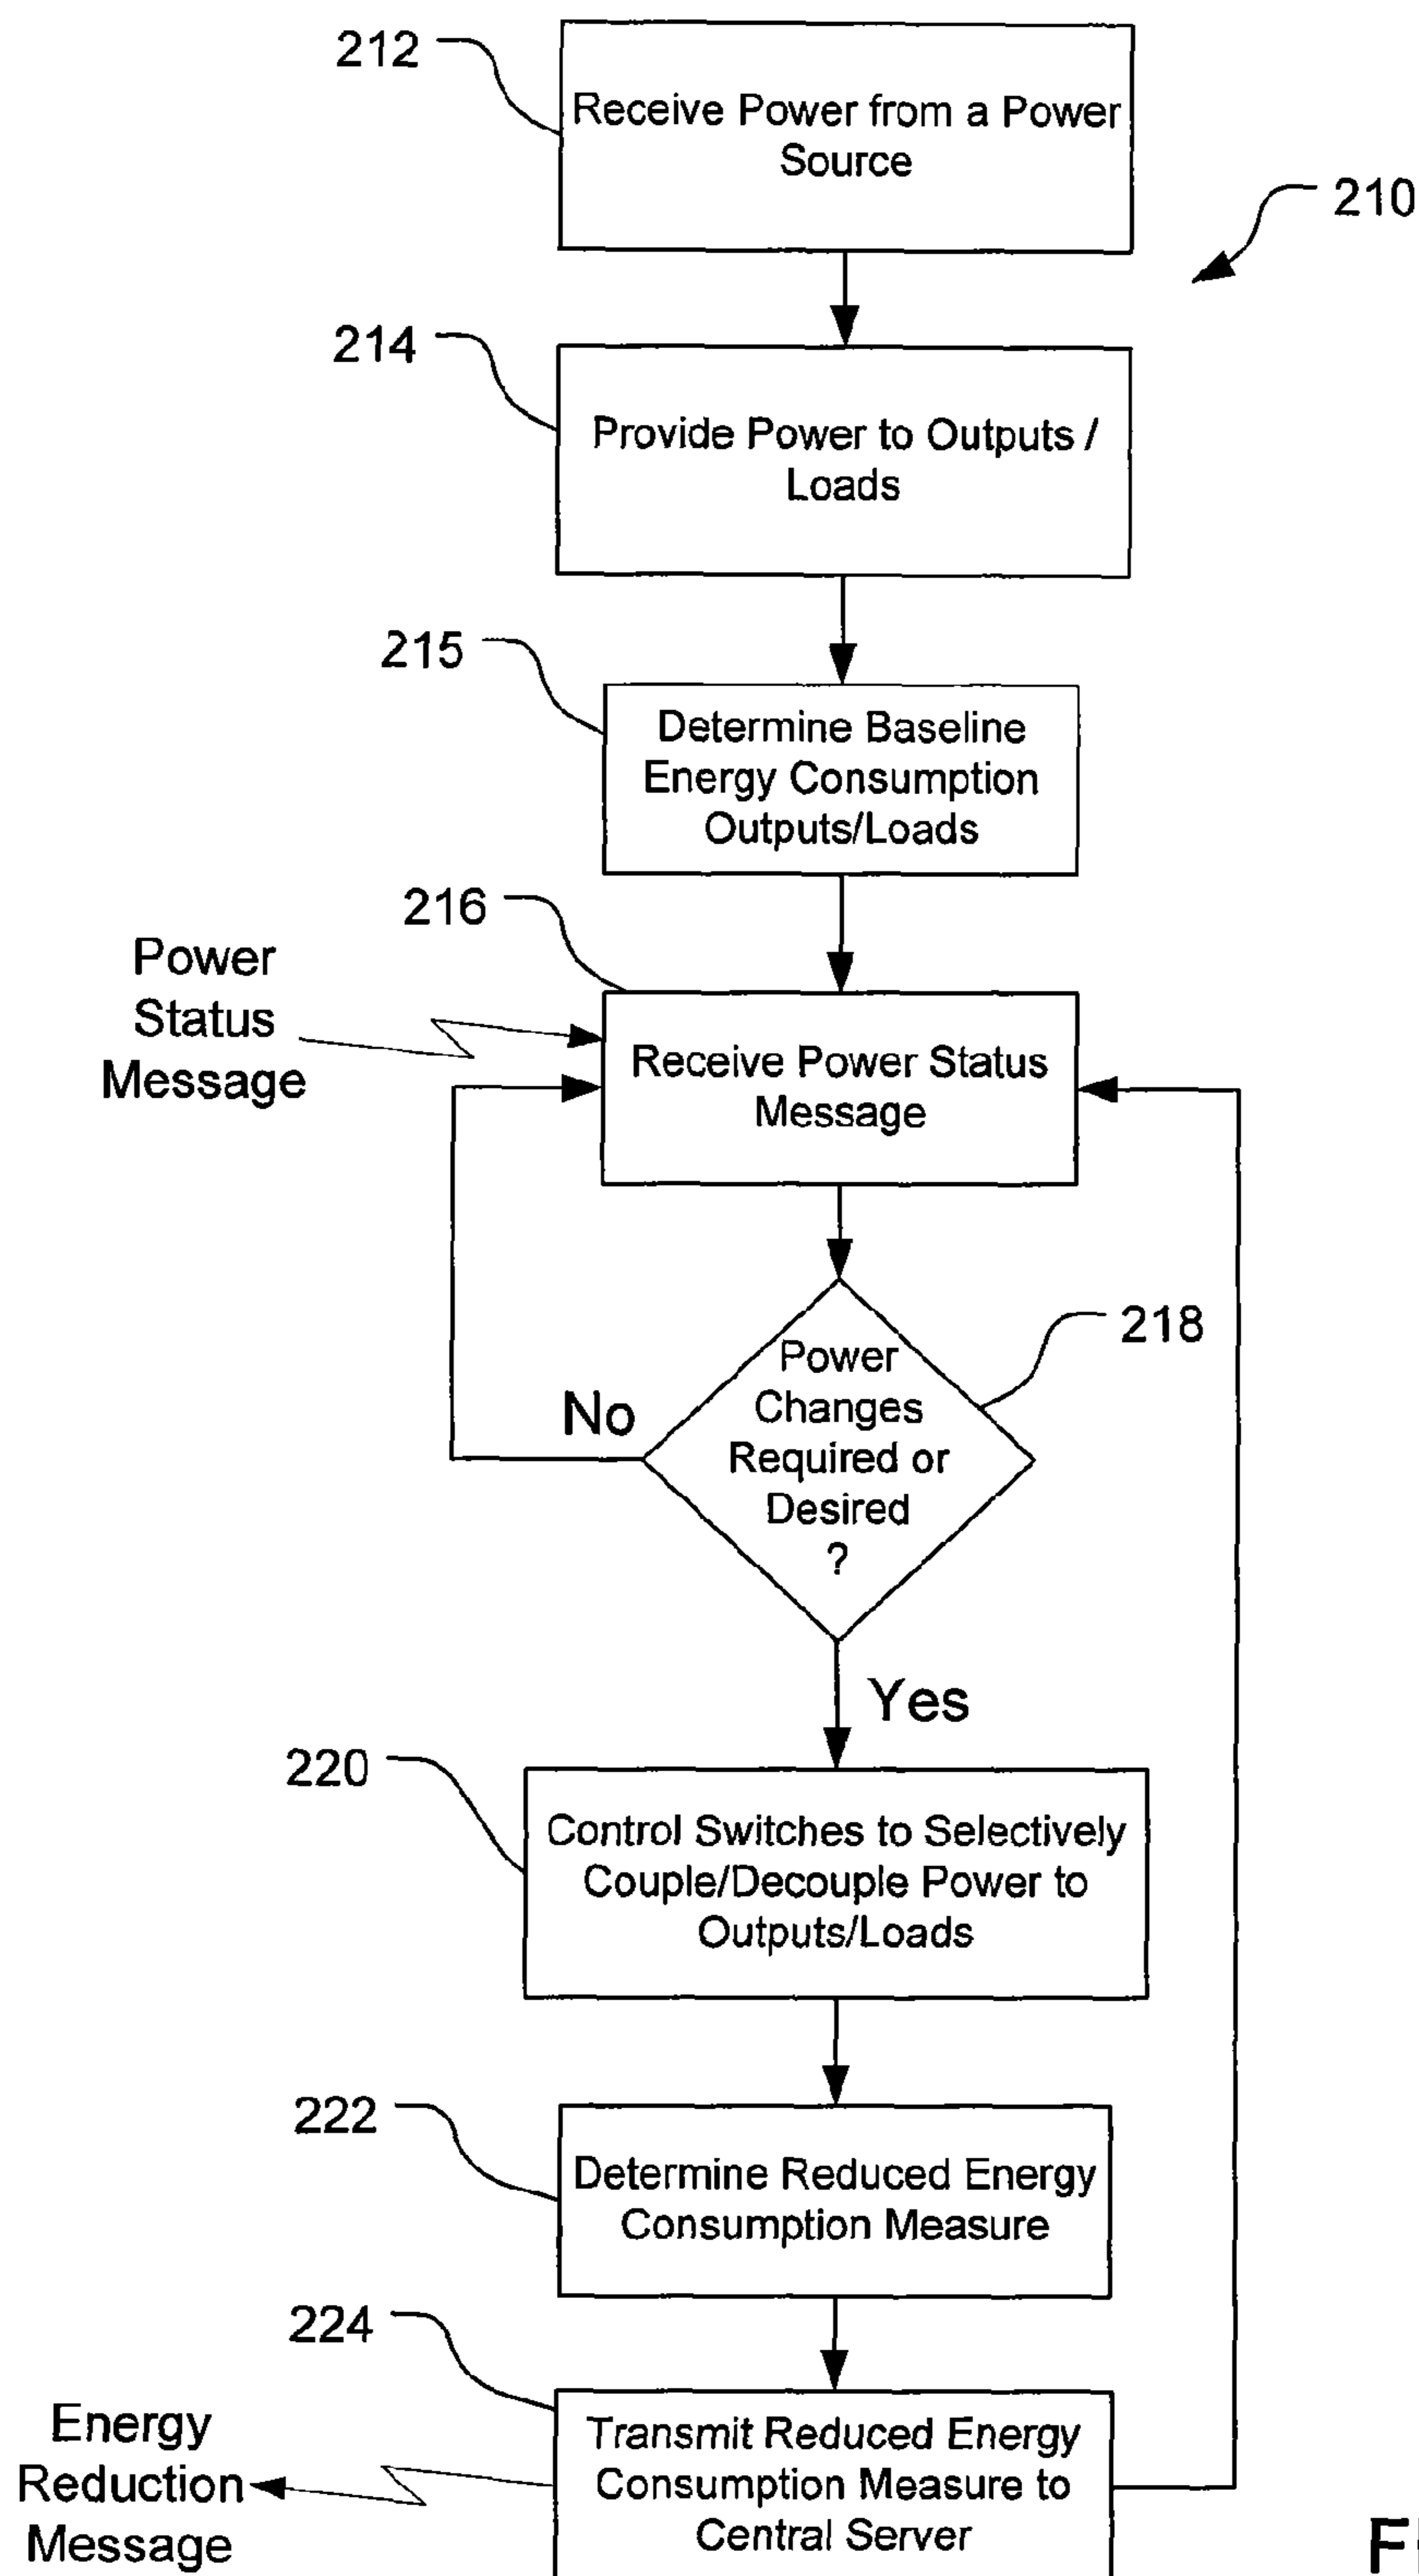 212
Receive Power from a Power
Source
210
214
Provide Power to Outputs /
Loads
215
Determine Baseline
Energy Consumption
Outputs/Loads
216
Power
Status
Message
Receive Power Status
Message
218
Power
Changes
Required or
Desired
?
No
Yes
220
Control Switches to Selectively
Couple/Decouple Power to
Outputs/Loads
222
Determine Reduced Energy
Consumption Measure
224
Transmit Reduced Energy
Consumption Measure to
Central Server
Energy
Reduction
Message